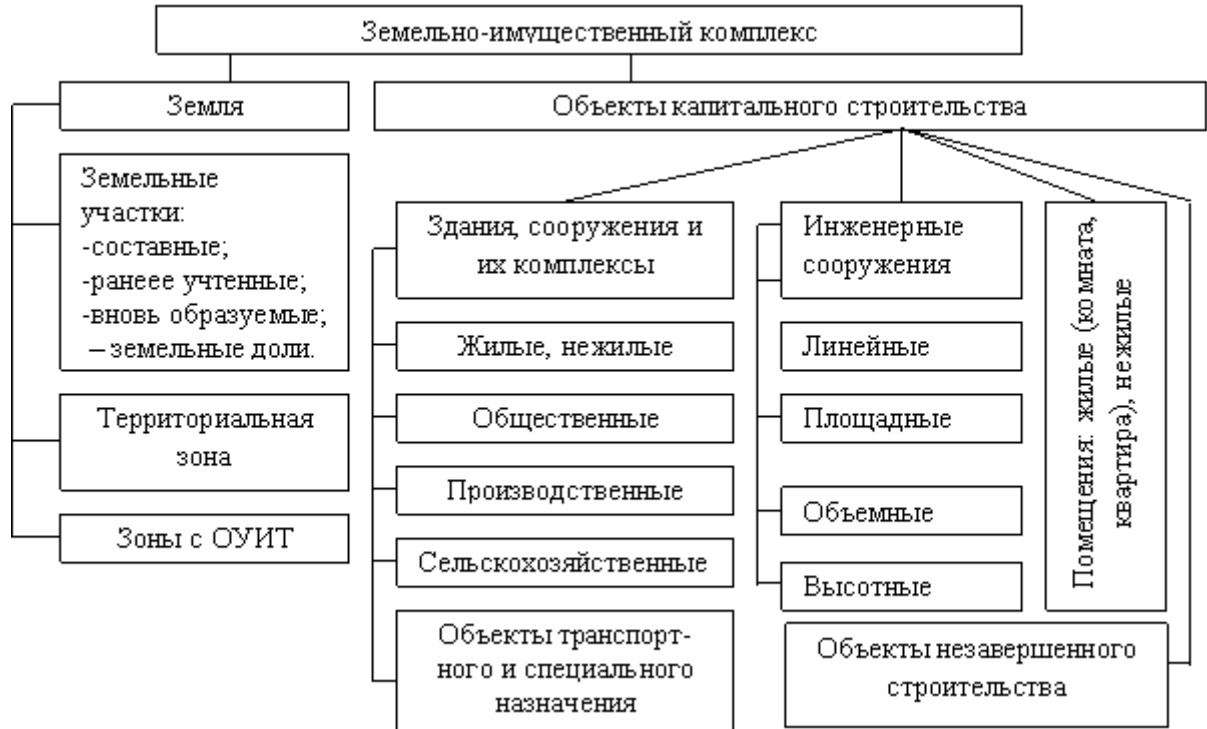 Земельно-имущественный комплекс
Земля
Объекты капитального строительства
Земельные
участки:
-составные;
-ранеее учтенные;
-вновь образуемые;
– земельные доли.
Территориальная
зона
Зоны с ОУИТ
Здания, сооружения и
их комплексы
Жилые, нежилые
Общественные
Производственные
Сельскохозяйственные
Объекты транспорт-
ного и специального
назначения
Инженерные
сооружения
Линейные
Площадные
Объемные
Высотные
Помещения: жилые (комната,
квартира), нежилые
Объекты незавершенного
строительства